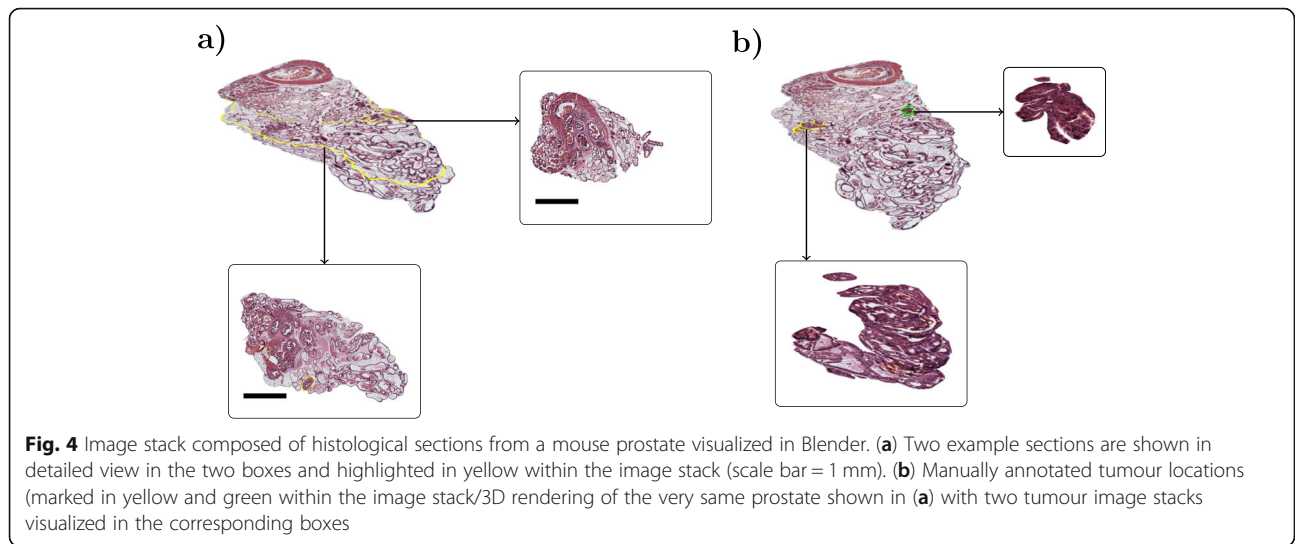 a)
b)
Fig. 4 Image stack composed of histological sections from a mouse prostate visualized in Blender. (a) Two example sections are shown in
detailed view in the two boxes and highlighted in yellow within the image stack (scale bar = 1 mm). (b) Manually annotated tumour locations
(marked in yellow and green within the image stack/3D rendering of the very same prostate shown in (a) with two tumour image stacks
visualized in the corresponding boxes